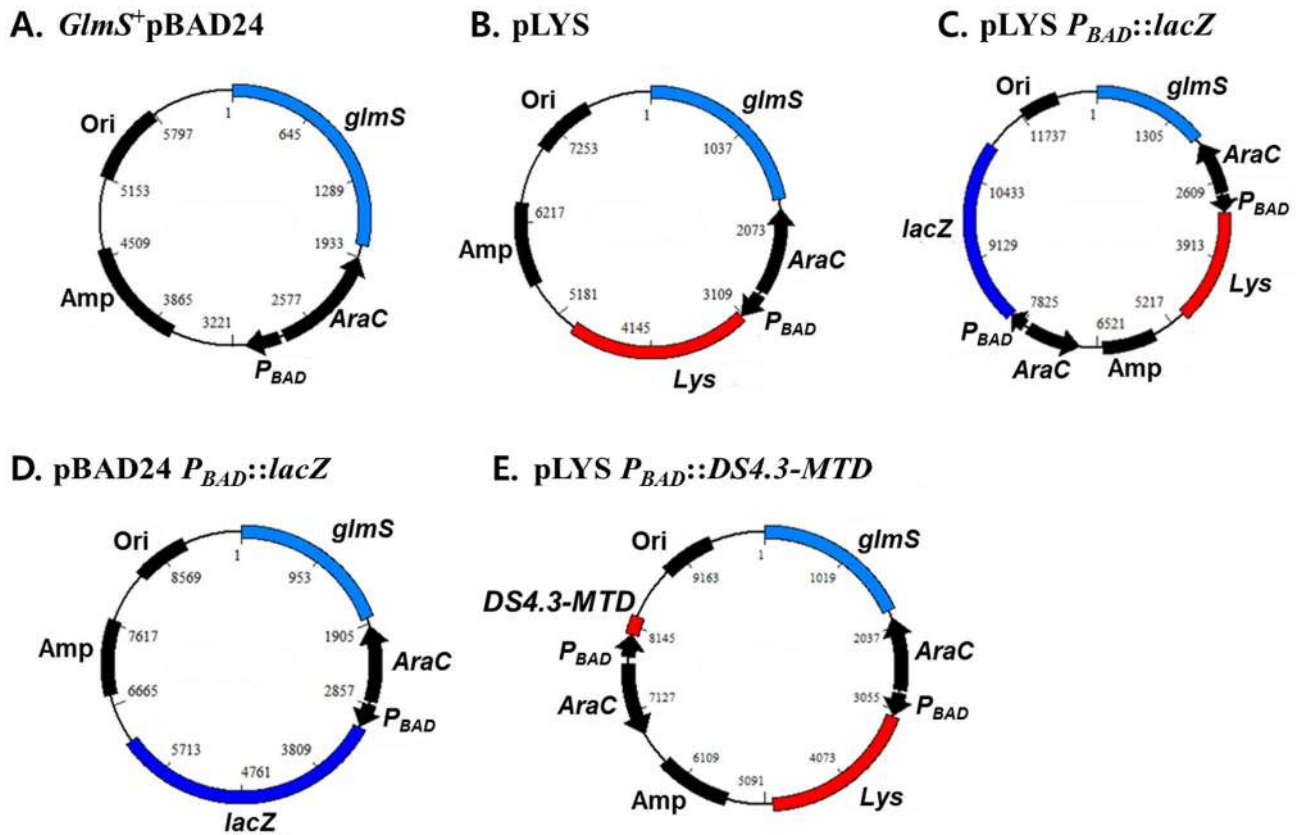 A. GlmS+pBAD24
B. pLYS
C. pLYS PBAD::lacZ
Ori
5797
1
645
glmS
5153
1289
4509
1933
Amp
3865
3221
2577
AraC
PBAD
Ori
7253
1
1037
glmS
6217
2073
Amp
AraC
5181
4145
3109
PBAD
Lys
Ori
11737
1
1305
glmS
AraC
10433
2609
PBAD
lacZ
9129
3913
Lys
7825
6521
5217
PBAD
AraC
Amp
D. pBAD24 PBAD::lacZ
E. pLYS PBAD::DS4.3-MTD
Ori
8569
1
953
glmS
7617
1905
Amp
AraC
6665
2857
PBAD
5713
4761
3809
lacZ
Ori
9163
1
1019
glmS
DS4.3-MTD
8145
2037
PBAD
AraC
AraC
7127
3055
PBAD
6109
5091
4073
Amp
Lys